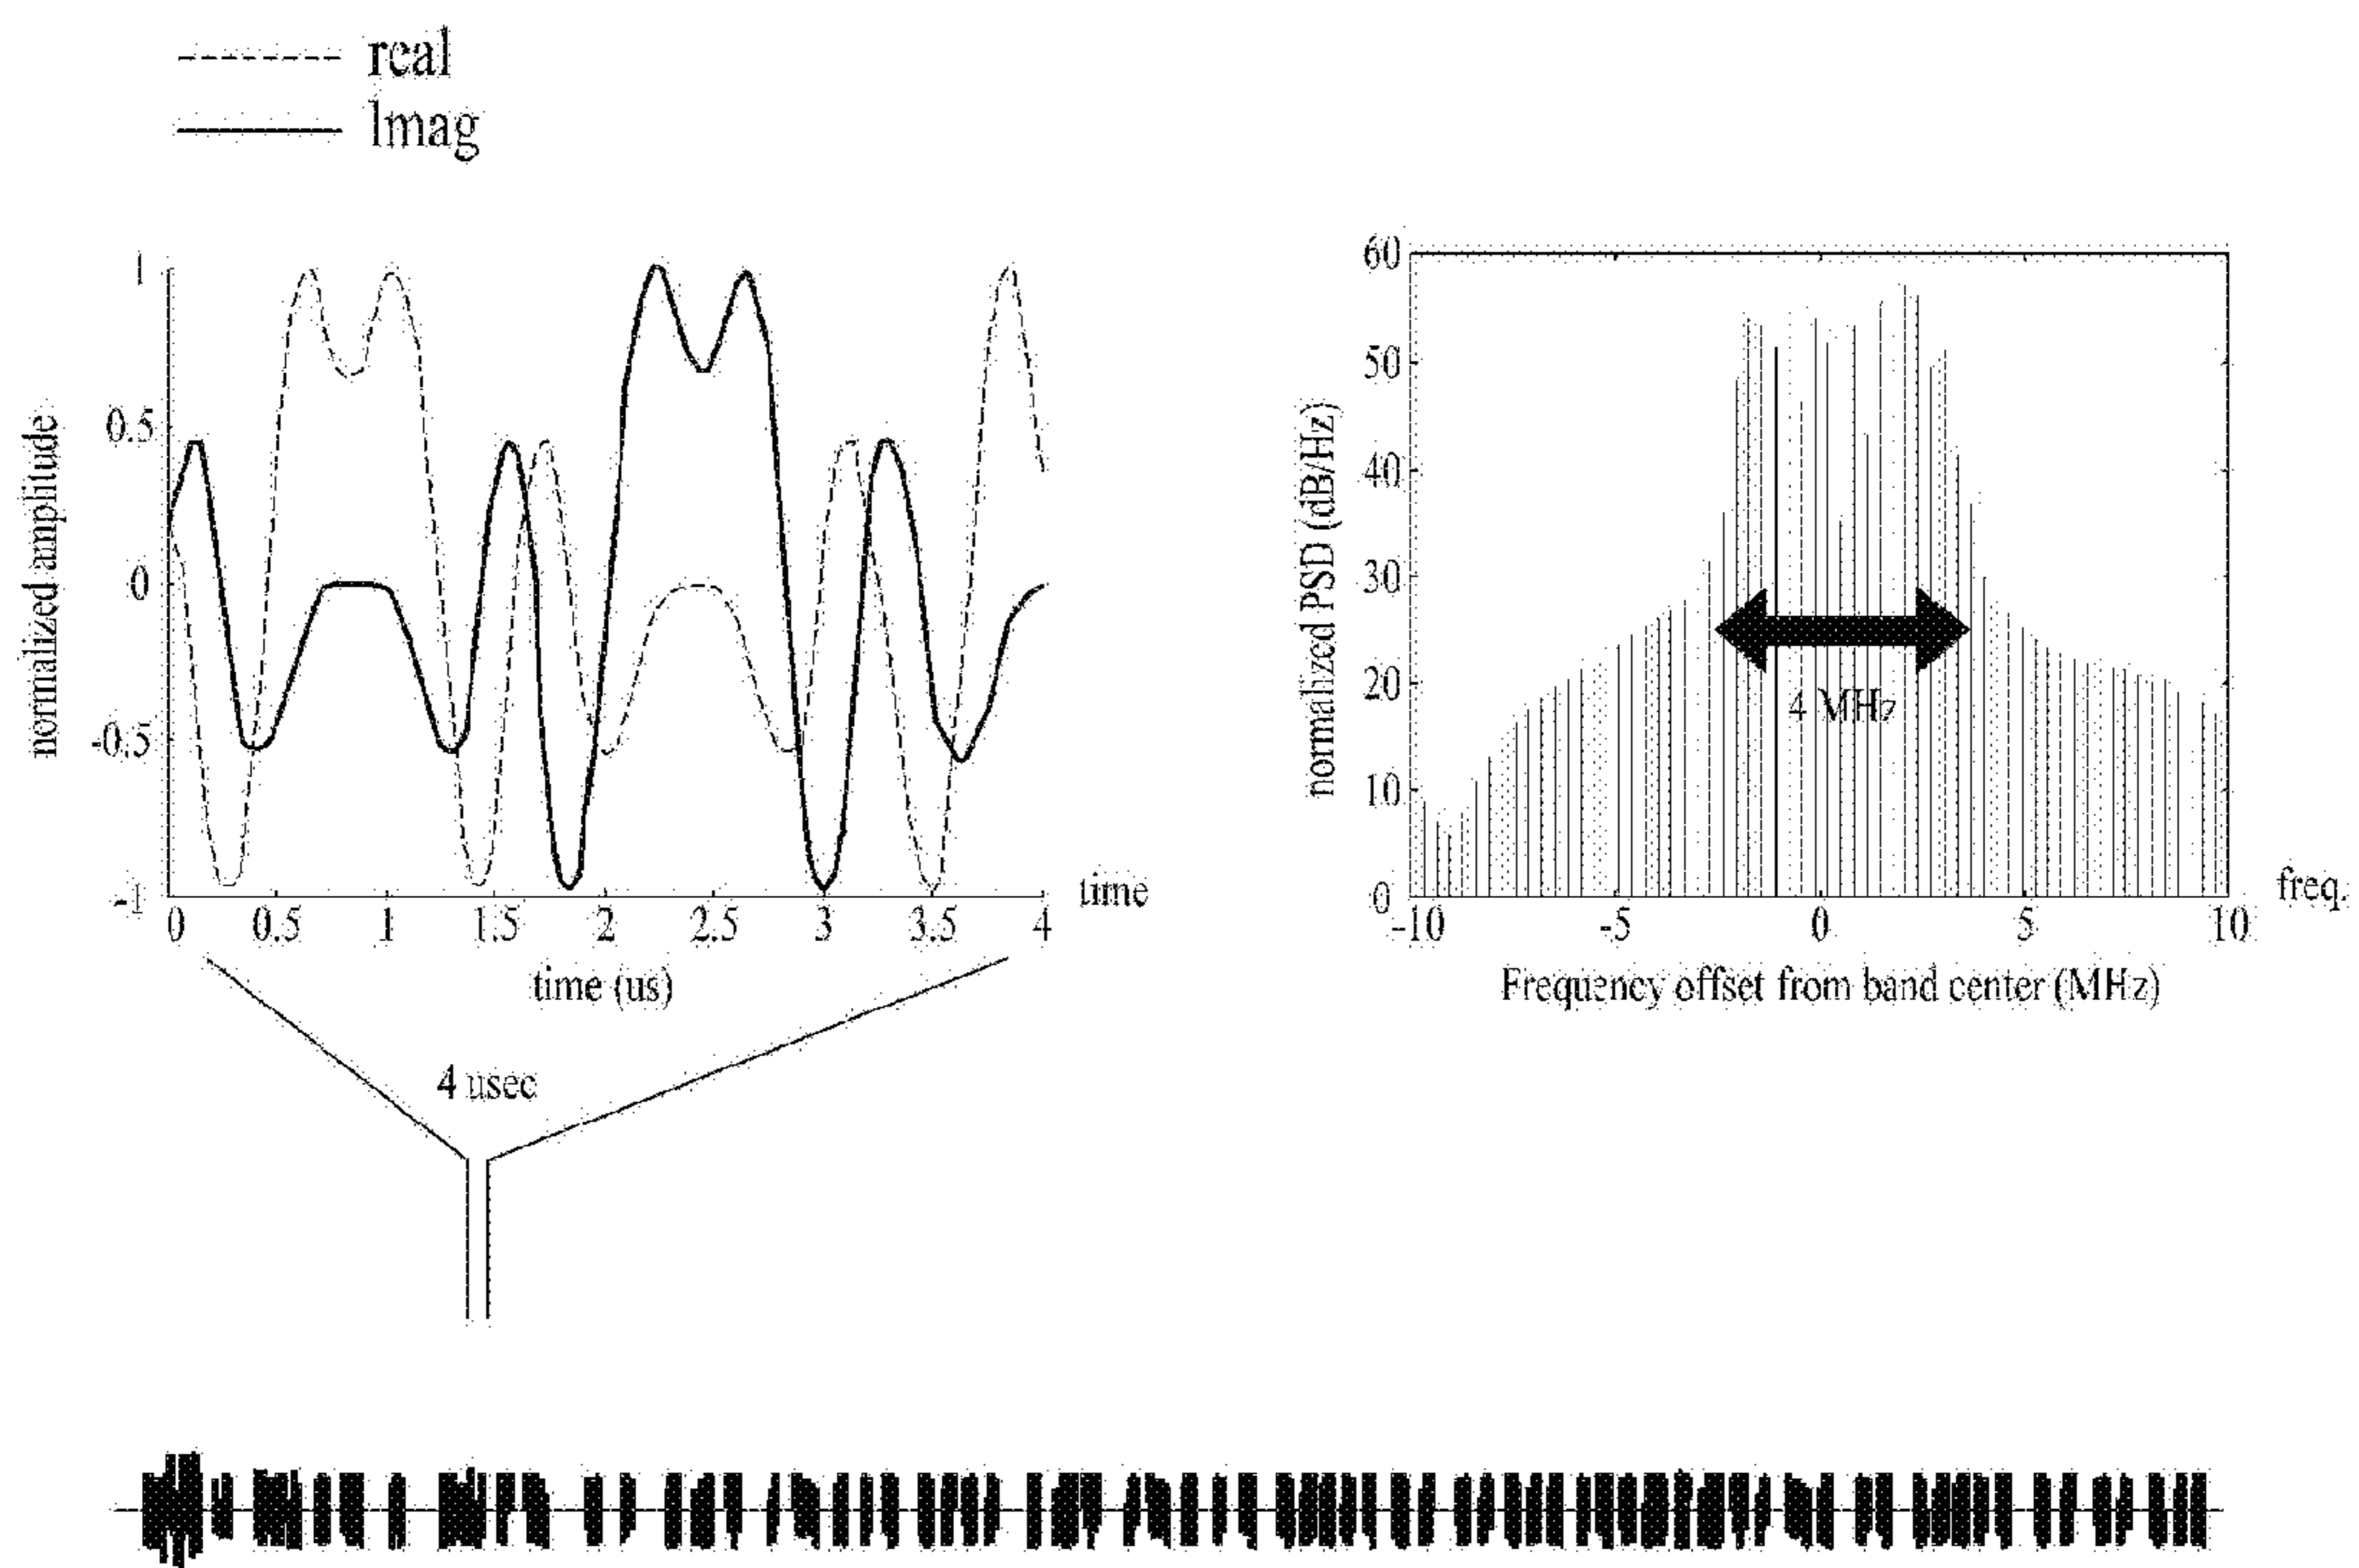 real
Imag
normalized amplitude
1
0.5
0
-0.5
-1
0 0.5 1 1.5 2 2.5 3 3.5 4
time
time (us)
4 usec
normalized PSD (dB/Hz)
60
50
40
30
20
10
0
4 MHz
-10 -5 0 5 10
freq.
Frequency offset from band center (MHz)